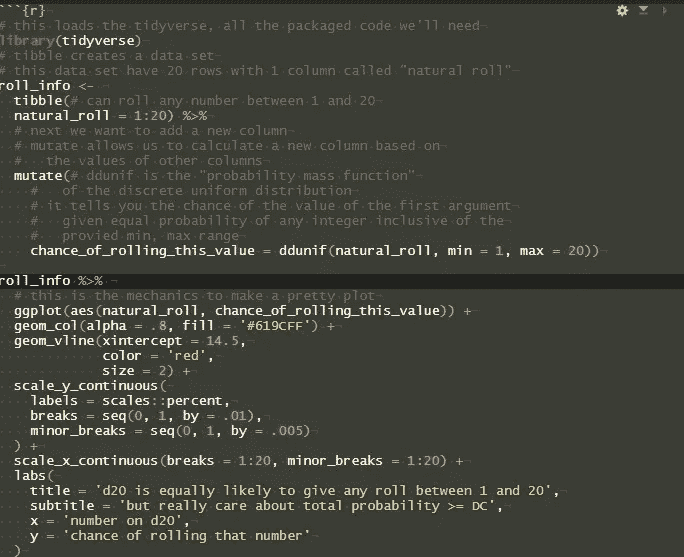 ```{r}
# this loads the tidyverse, all the packaged code we'll need
library(tidyverse)
# tibble creates a data set
# this data set have 20 rows with 1 column called "natural roll"
roll_info <-
tibble(# can roll any number between 1 and 20
natural_roll = 1:20) %>%
# next we want to add a new column
# mutate allows us to calculate a new column based on
#   the values of other columns
mutate(# ddunif is the "probability mass function"
#   of the discrete uniform distribution
# it tells you the chance of the value of the first argument
#   given equal probability of any integer inclusive of the
#   provied min, max range
chance_of_rolling_this_value = ddunif(natural_roll, min = 1, max = 20))
roll_info %>%
# this is the mechanics to make a pretty plot
ggplot(aes(natural_roll, chance_of_rolling_this_value)) +
geom_col(alpha = .8, fill = '#619CFF') +
geom_vline(xintercept = 14.5,
color = 'red',
size = 2) +
scale_y_continuous(
labels = scales::percent,
breaks = seq(0, 1, by = .01),
minor_breaks = seq(0, 1, by = .005)
) +
scale_x_continuous(breaks = 1:20, minor_breaks = 1:20) +
labs(
title = 'd20 is equally likely to give any roll between 1 and 20',
subtitle = 'but really care about total probability >= DC',
x = 'number on d20',
y = 'chance of rolling that number'
)